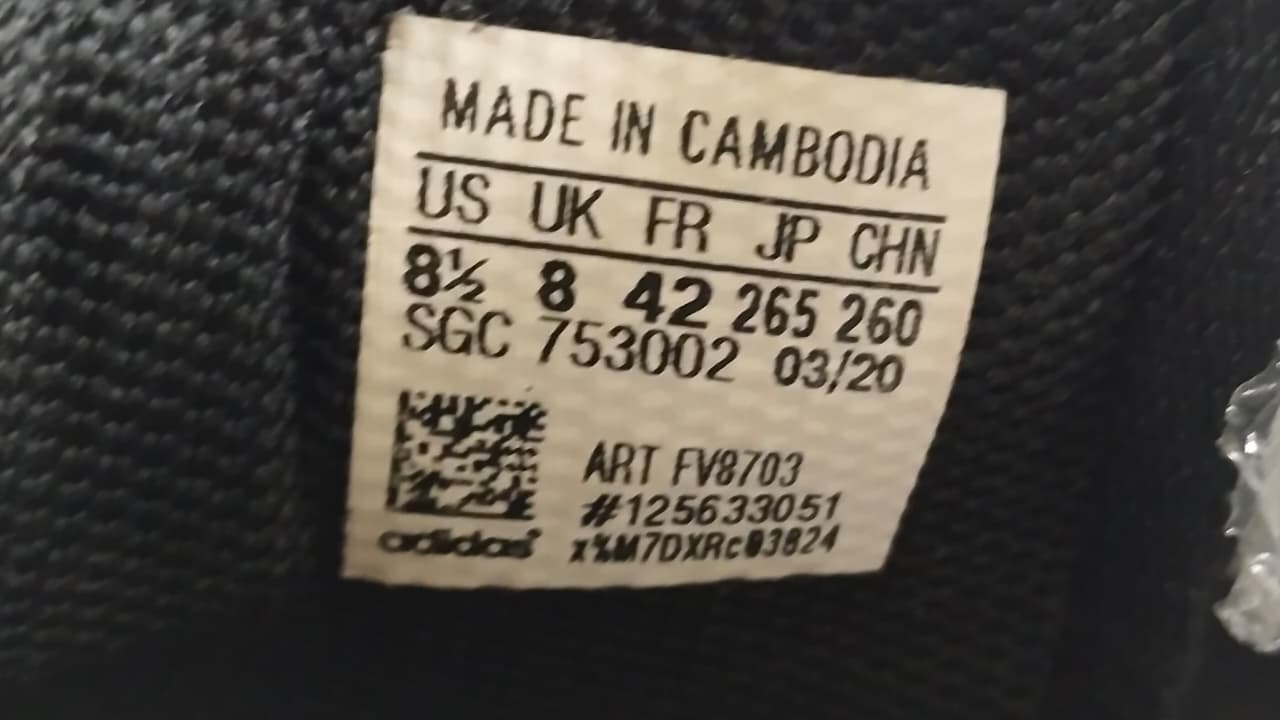 MADE IN CAMBODIA
US UK FR JP CHN
8½ 8 42 265 260
SGC 753002 03/20
ART FV8703
#125633051
x%M7DXRc03824
adidas